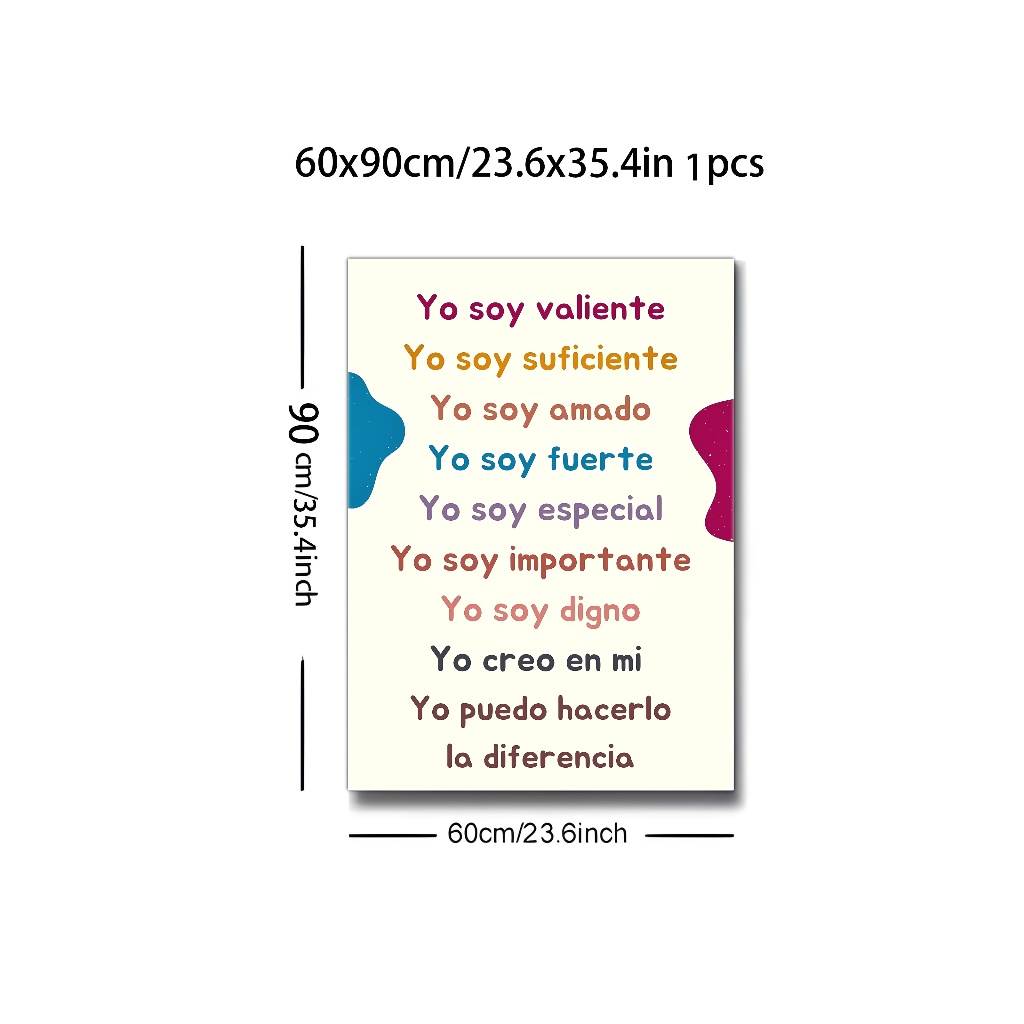 60x90cm/23.6x35.4in 1pcs
90 cm/35.4inch
Yo soy valiente
Yo soy suficiente
Yo soy amado
Yo soy fuerte
Yo soy especial
Yo soy importante
Yo soy digno
Yo creo en mi
Yo puedo hacerlo
la diferencia
60cm/23.6inch